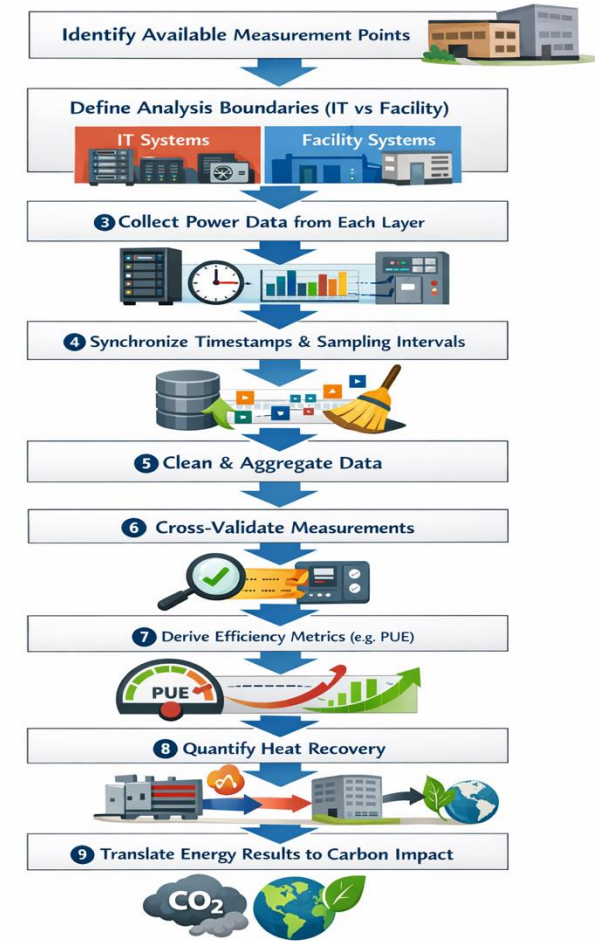 Identify Available Measurement Points
Define Analysis Boundaries (IT vs Facility)
IT Systems
Facility Systems
3 Collect Power Data from Each Layer
4 Synchronize Timestamps & Sampling Intervals
5 Clean & Aggregate Data
6 Cross-Validate Measurements
7 Derive Efficiency Metrics (e.g. PUE)
PUE
8 Quantify Heat Recovery
9 Translate Energy Results to Carbon Impact
CO₂